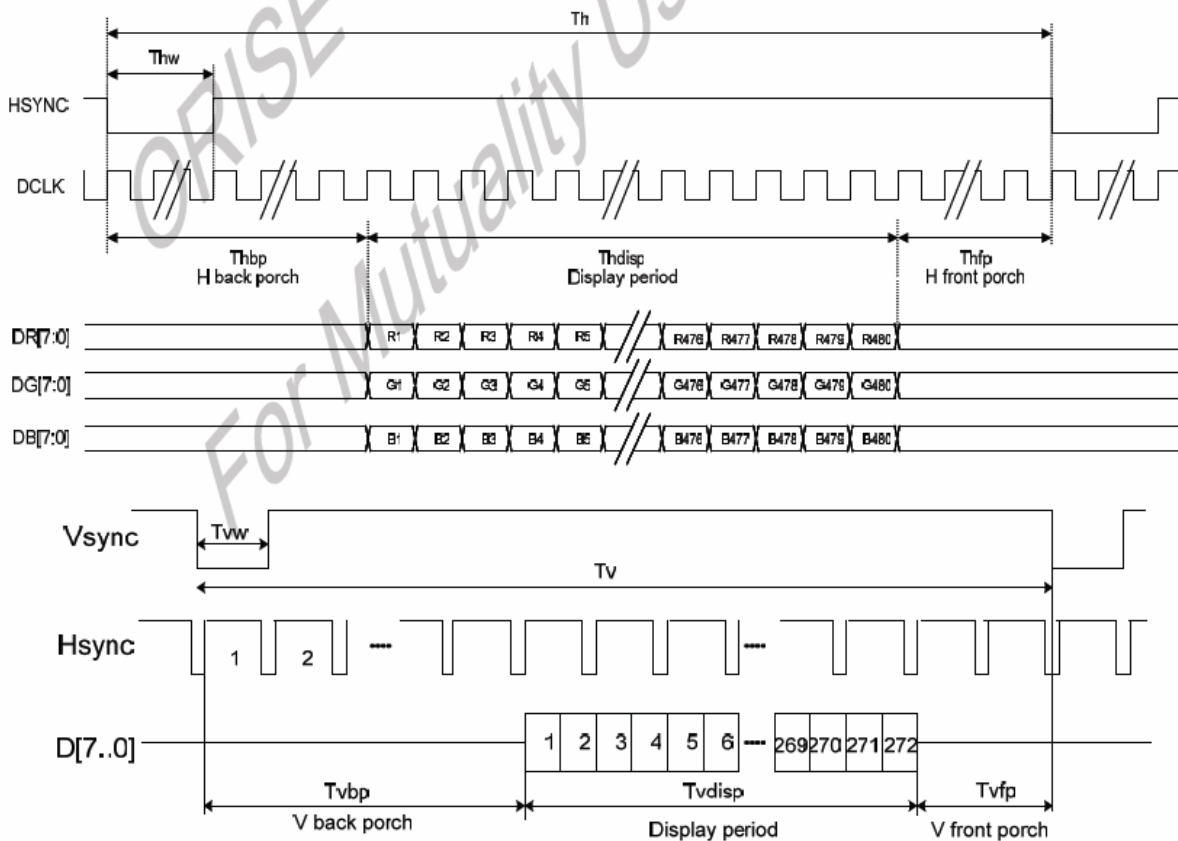 Th
Thw
HSYNC
DCLK
Thbp
H back porch
Thdisp
Display period
Thfp
H front porch
DR[7:0] R1 R2 R3 R4 R5 R476 R477 R478 R479 R480
DG[7:0] G1 G2 G3 G4 G5 G476 G477 G478 G479 G480
DB[7:0] B1 B2 B3 B4 B5 B476 B477 B478 B479 B480
ORISE
For Mutuality Us
Vsync
Tvw
Tv
Hsync 1 2 ----
----
D[7..0] 1 2 3 4 5 6 ---- 269 270 271 272
Tvbp
V back porch
Tvdisp
Display period
Tvfp
V front porch